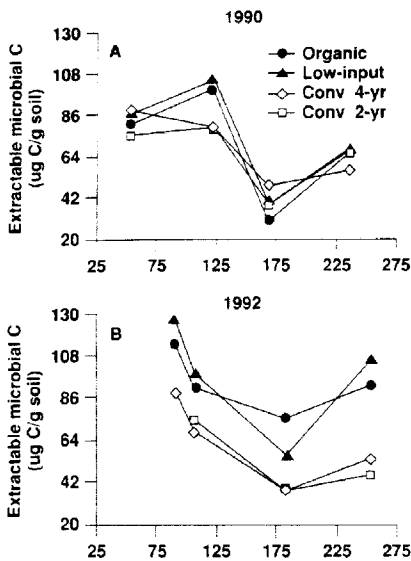 1990
A
Organic
Low-input
Conv 4-yr
Conv 2-yr
Extractable microbial C
(ug C/g soil)
130
108
86
64
42
20
25 75 125 175 225 275
1992
B
Extractable microbial C
(ug C/g soil)
130
108
86
64
42
20
25 75 125 175 225 275